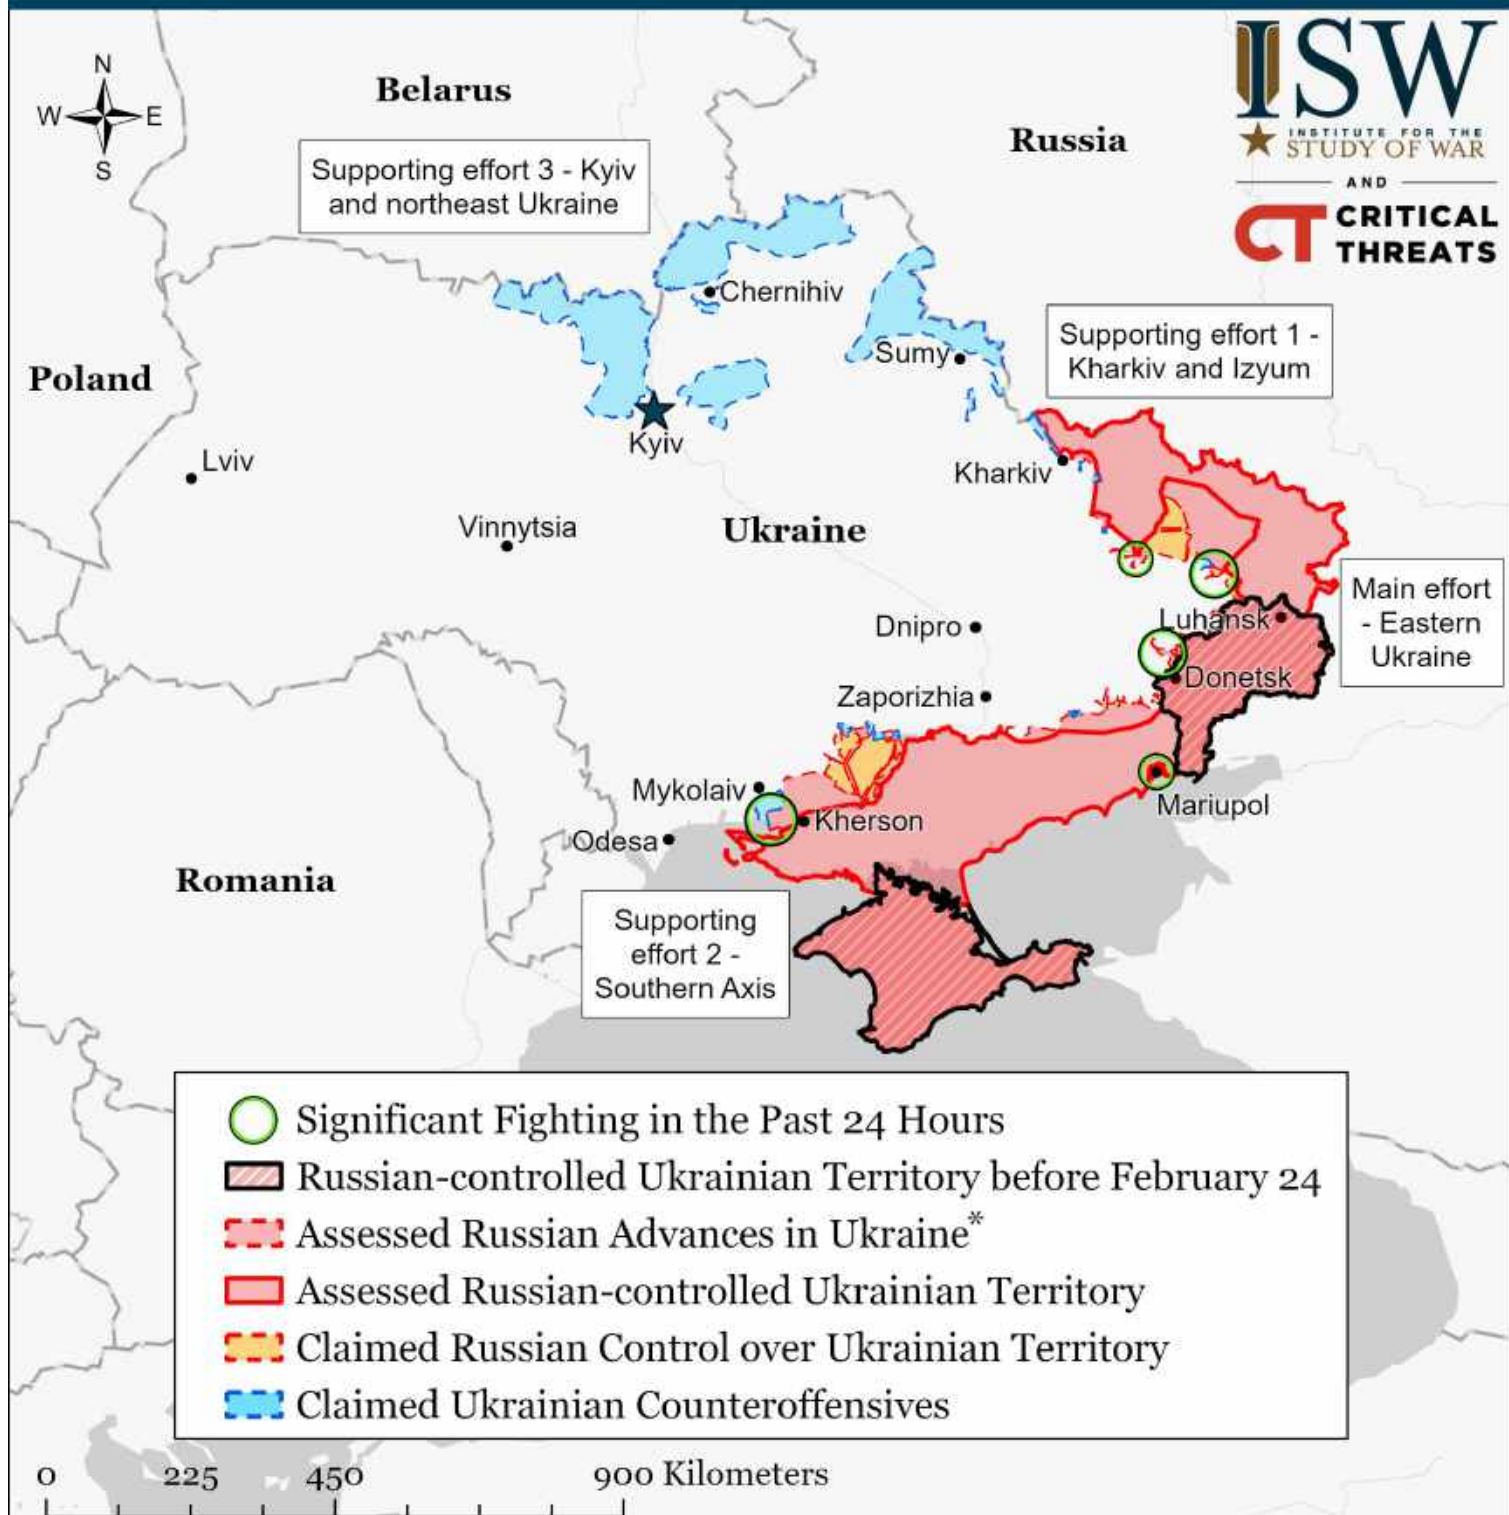 N
W E
S
Belarus
Russia
ISW
INSTITUTE FOR THE
STUDY OF WAR
AND
CT CRITICAL
THREATS
Supporting effort 3 - Kyiv
and northeast Ukraine
Chernihiv
Supporting effort 1 -
Kharkiv and Izyum
Sumy
Poland
Kyiv
Lviv
Kharkiv
Vinnytsia
Ukraine
Main effort
- Eastern
Ukraine
Luhansk
Dnipro
Donetsk
Zaporizhia
Mykolaiv
Mariupol
Kherson
Odesa
Romania
Supporting
effort 2 -
Southern Axis
Significant Fighting in the Past 24 Hours
Russian-controlled Ukrainian Territory before February 24
Assessed Russian Advances in Ukraine*
Assessed Russian-controlled Ukrainian Territory
Claimed Russian Control over Ukrainian Territory
Claimed Ukrainian Counteroffensives
0 225 450 900 Kilometers